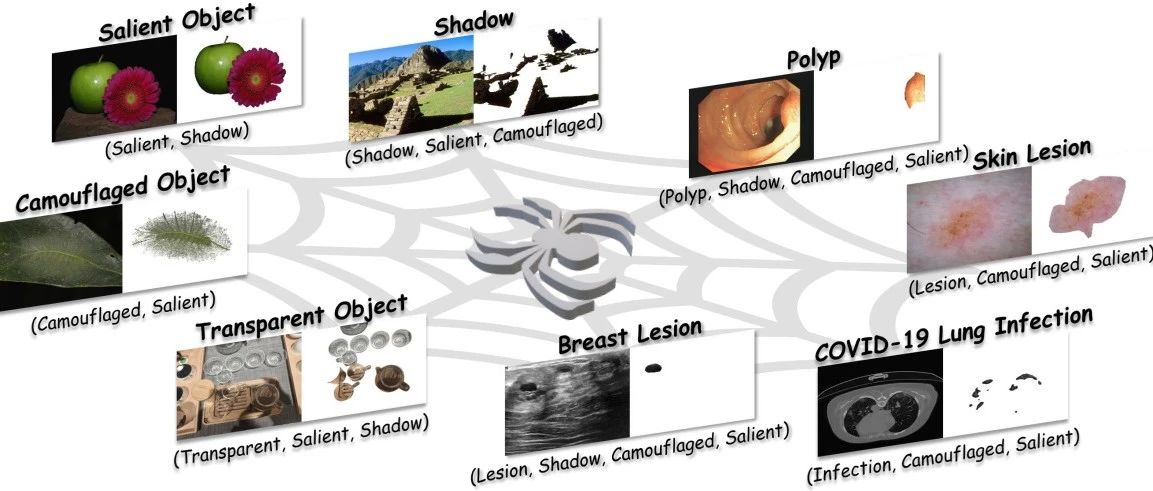 Salient Object
(Salient, Shadow)
Shadow
(Shadow, Salient, Camouflaged)
Polyp
(Polyp, Shadow, Camouflaged, Salient)
Skin Lesion
(Lesion, Camouflaged, Salient)
Camouflaged Object
(Camouflaged, Salient)
Transparent Object
(Transparent, Salient, Shadow)
Breast Lesion
(Lesion, Shadow, Camouflaged, Salient)
COVID-19 Lung Infection
(Infection, Camouflaged, Salient)